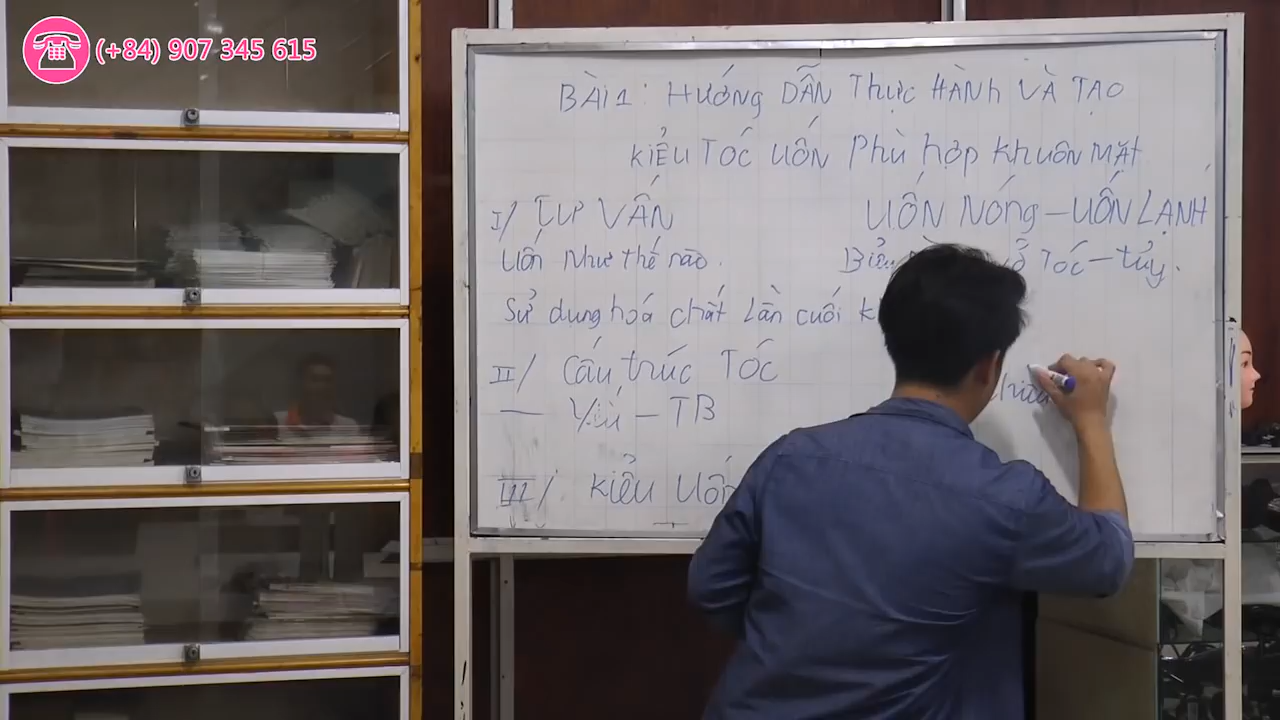 (+84) 907 345 615
BÀI 1: HƯỚNG DẪN THỰC HÀNH VÀ TẠO
KIỂU TÓC UỐN PHÙ HỢP KHUÔN MẶT
I/ TƯ VẤN
UỐN NÓNG – UỐN LẠNH
Uốn Như thế nào.
Tóc – tủy.
Sử dụng hóa chất Lần cuối
II/ Cấu trúc TÓC
— Yếu – TB
III/ Kiểu Uốn